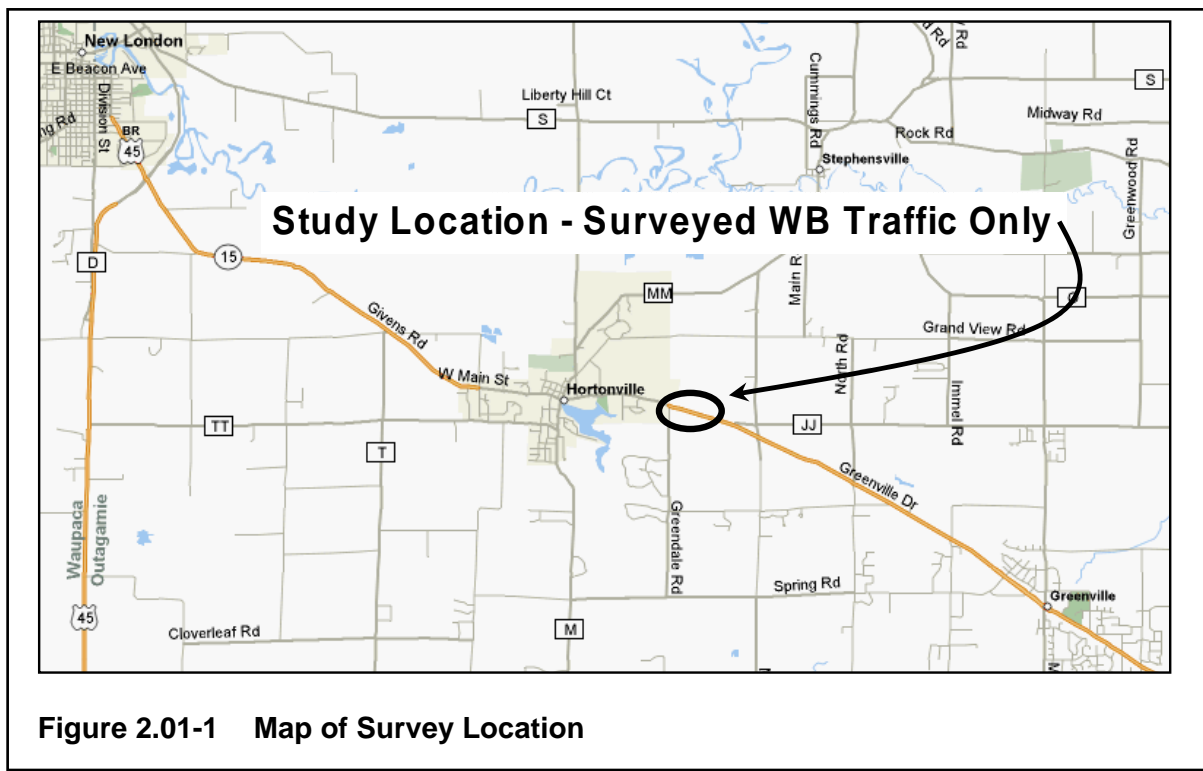 New London
E Beacon Ave
Division St
ng Rd
BR
45
Liberty Hill Ct
S
Cummings Rd
d Rd
y Rd
S
Midway Rd
Rock Rd
Stephensville
Greenwood Rd
Study Location - Surveyed WB Traffic Only
D
15
MM
Main R
Givens Rd
Grand View Rd
W Main St
Hortonville
North Rd
Immel Rd
TT
T
JJ
Greenville Dr
Greendale Rd
Waupaca
Outagamie
Spring Rd
Greenville
45
Cloverleaf Rd
M
M
Figure 2.01-1 Map of Survey Location